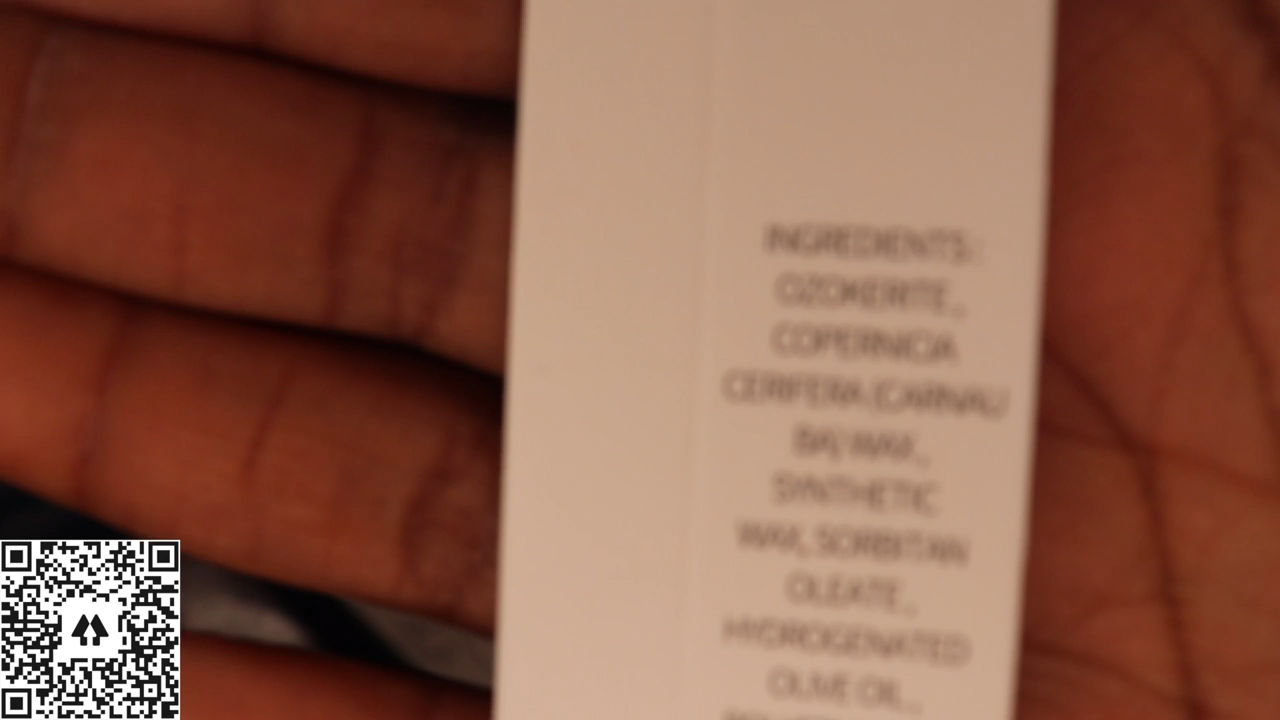 INGREDIENTS :
OZOKERITE ,
COPERNICIA
CERIFERA (CARNAU
BA) WAX ,
SYNTHETIC
WAX, SORBITAN
OLEATE ,
HYDROGENATED
OLIVE OIL ,